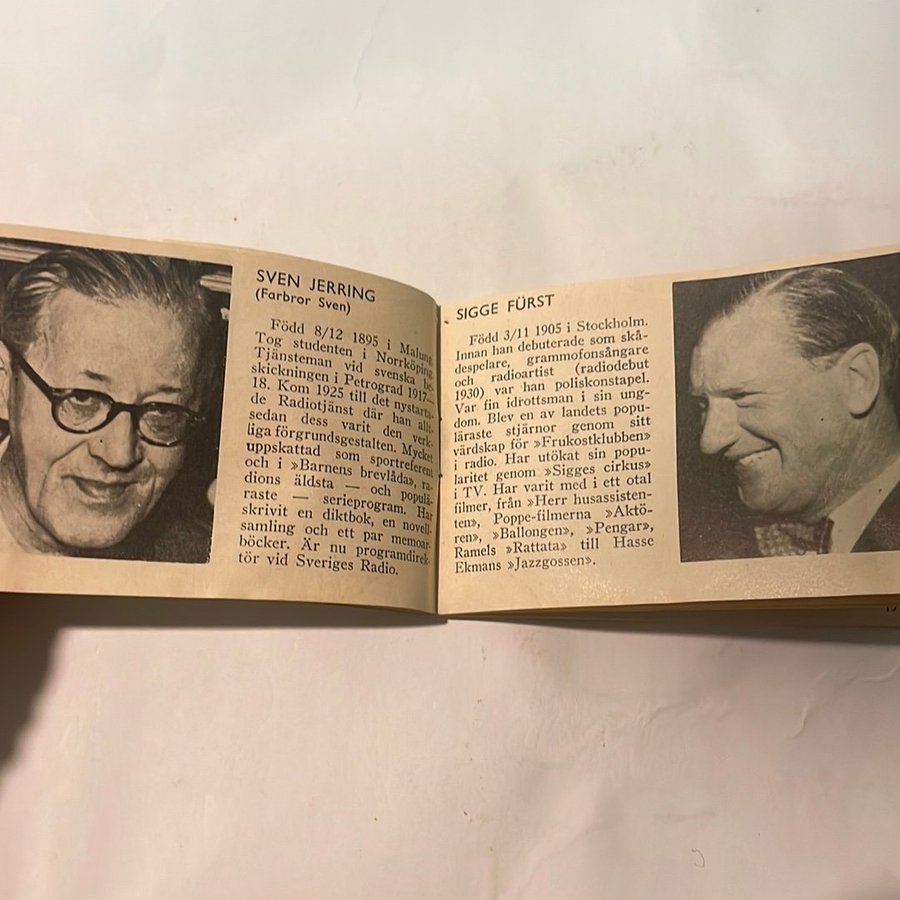 SVEN JERRING
(Farbror Sven)
Född 8/12 1895 i Malung.
Tog studenten i Norrköping.
Tjänsteman vid svenska be-
skickningen i Petrograd 1917—
18. Kom 1925 till det nystarta-
de Radiotjänst där han allt-
sedan dess varit den verk-
liga förgrundsgestalten. Mycket
uppskattad som sportreferent
och i »Barnens brevlåda», ra-
dions äldsta — och populä-
raste — serieprogram. Har
skrivit en diktbok, en novell-
samling och ett par memoar-
böcker. Är nu programdirek-
tör vid Sveriges Radio.
SIGGE FÜRST
Född 3/11 1905 i Stockholm.
Innan han debuterade som skå-
despelare, grammofonsångare
och radioartist (radiodebut
1930) var han poliskonstapel.
Var fin idrottsman i sin ung-
dom. Blev en av landets popu-
läraste stjärnor genom sitt
värdskap för »Frukostklubben»
i radio. Har utökat sin popu-
laritet genom »Sigges cirkus»
i TV. Har varit med i ett otal
filmer, från »Herr husassisten-
ten», Poppe-filmerna »Aktö-
ren», »Ballongen», »Pengar»,
Ramels »Rattata» till Hasse
Ekmans »Jazzgossen».